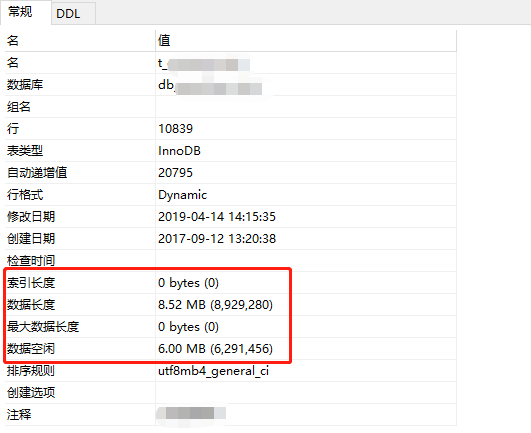 常规 DDL
名 值
名 t_
数据库 db_
组名
行 10839
表类型 InnoDB
自动递增值 20795
行格式 Dynamic
修改日期 2019-04-14 14:15:35
创建日期 2017-09-12 13:20:38
检查时间
索引长度 0 bytes (0)
数据长度 8.52 MB (8,929,280)
最大数据长度 0 bytes (0)
数据空闲 6.00 MB (6,291,456)
排序规则 utf8mb4_general_ci
创建选项
注释